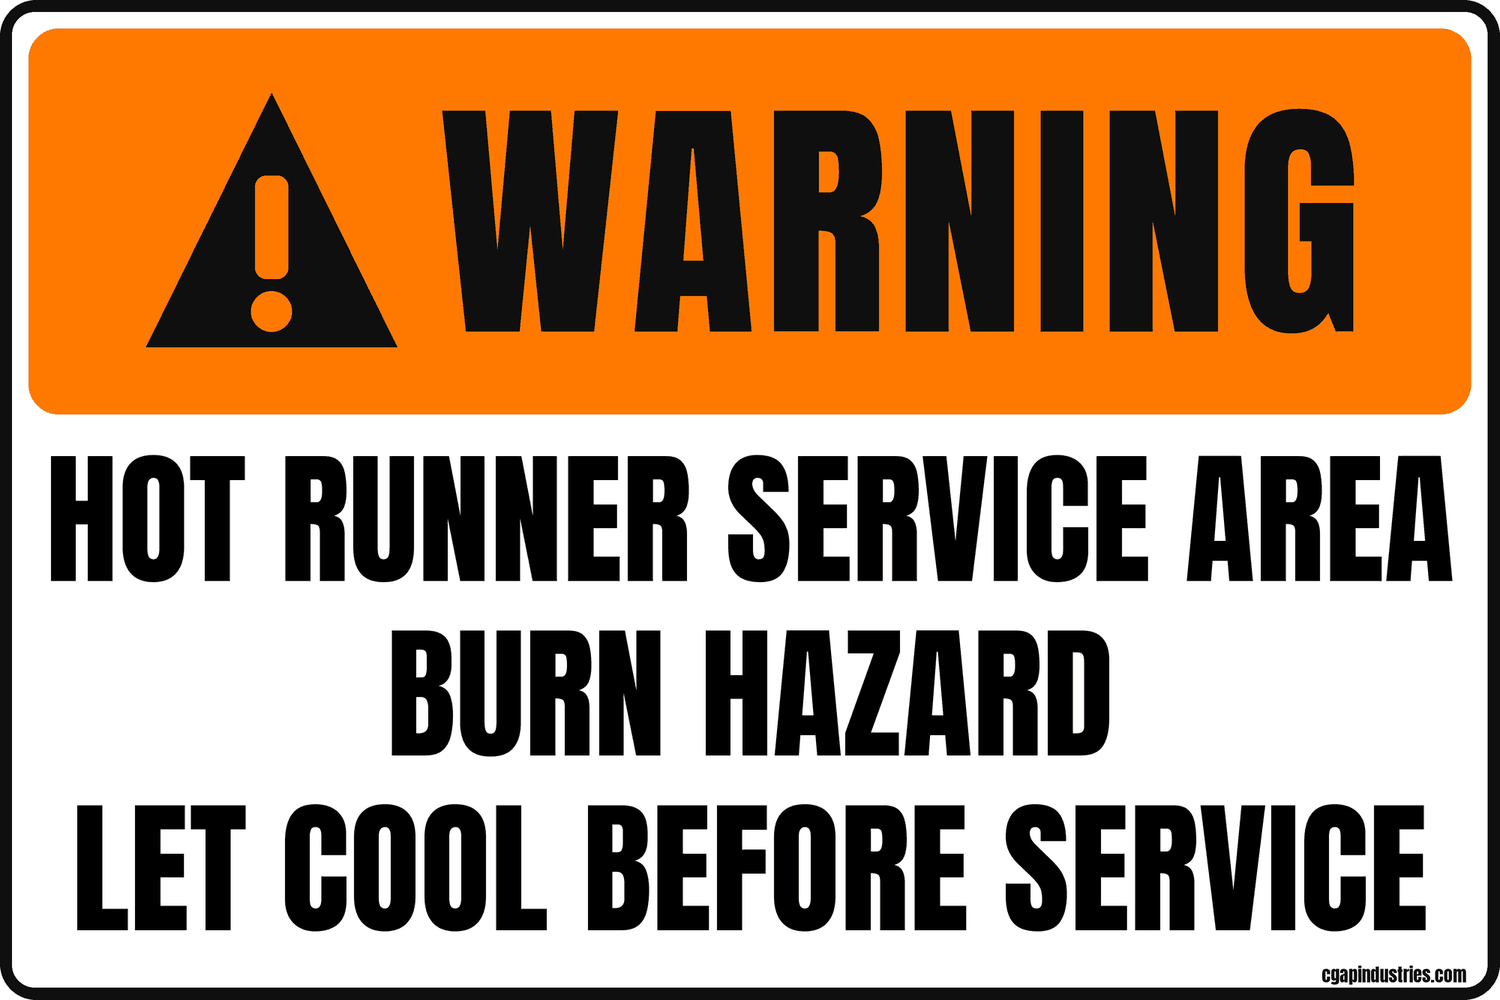 WARNING
HOT RUNNER SERVICE AREA
BURN HAZARD
LET COOL BEFORE SERVICE
cgapindustries.com